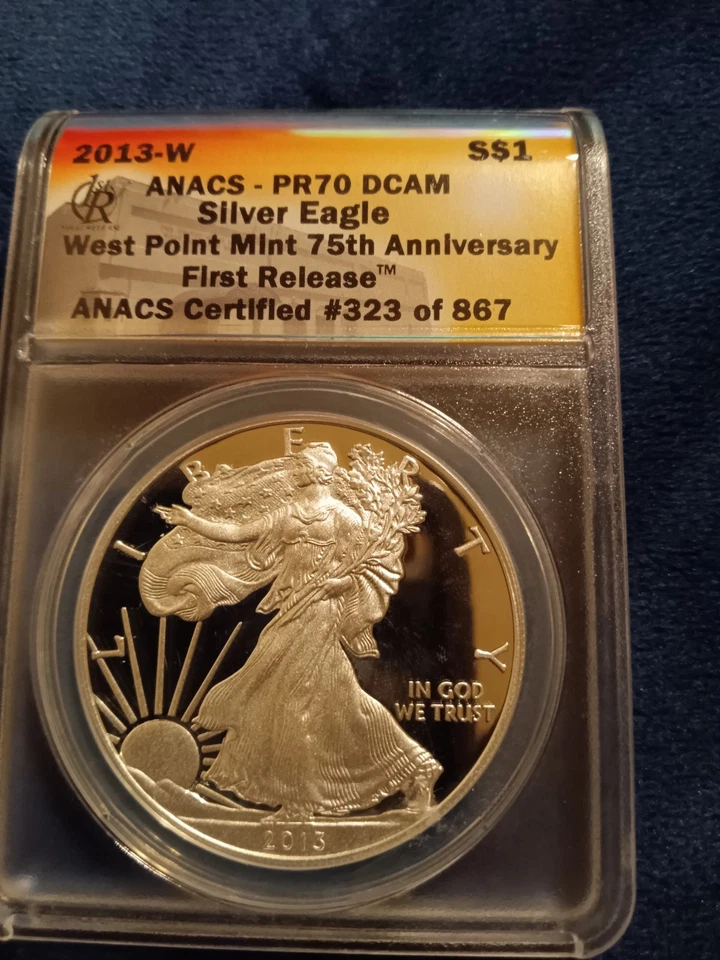 2013-W S$1
1st R
ANACS - PR70 DCAM
Silver Eagle
West Point Mint 75th Anniversary
First Release™
ANACS Certified #323 of 867
LIBERTY
IN GOD
WE TRUST
2013